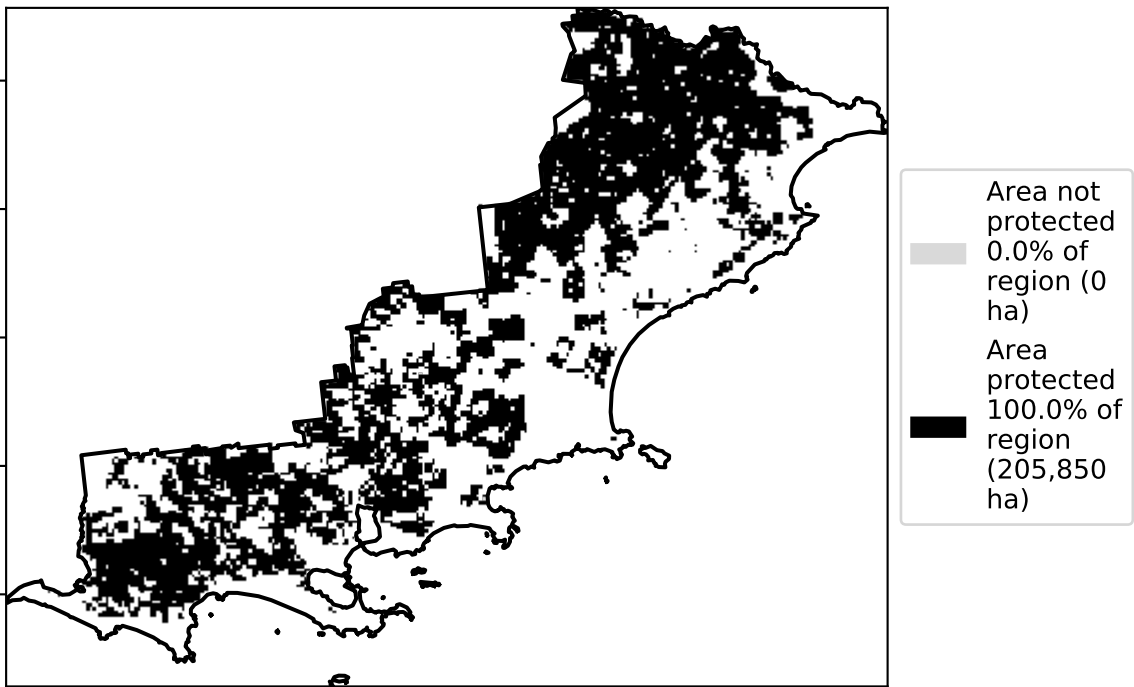 Area not
protected
0.0% of
region (0
ha)
Area
protected
100.0% of
region
(205,850
ha)